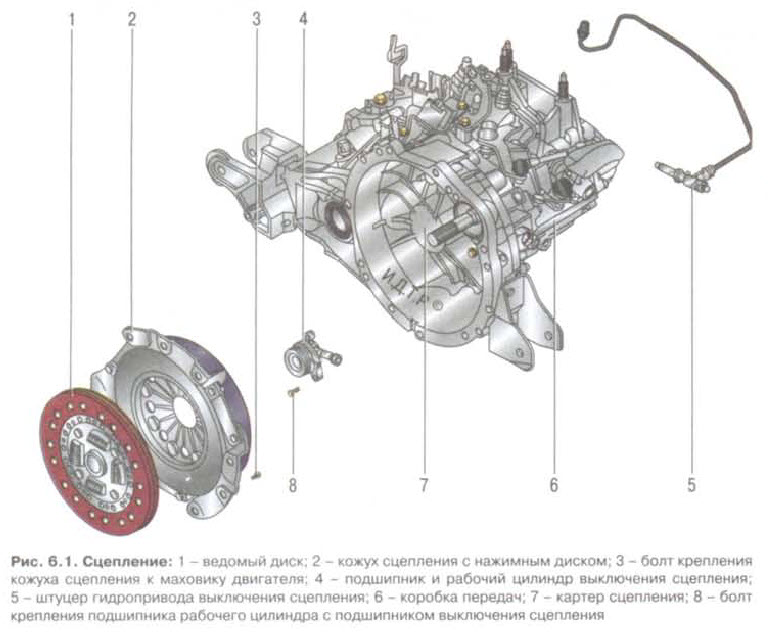 1 2 3 4
И.Д.Т.Р ©
8 7 6 5
Рис. 6.1. Сцепление: 1 – ведомый диск; 2 – кожух сцепления с нажимным диском; 3 – болт крепления
кожуха сцепления к маховику двигателя; 4 – подшипник и рабочий цилиндр выключения сцепления;
5 – штуцер гидропривода выключения сцепления; 6 – коробка передач; 7 – картер сцепления; 8 – болт
крепления подшипника рабочего цилиндра с подшипником выключения сцепления